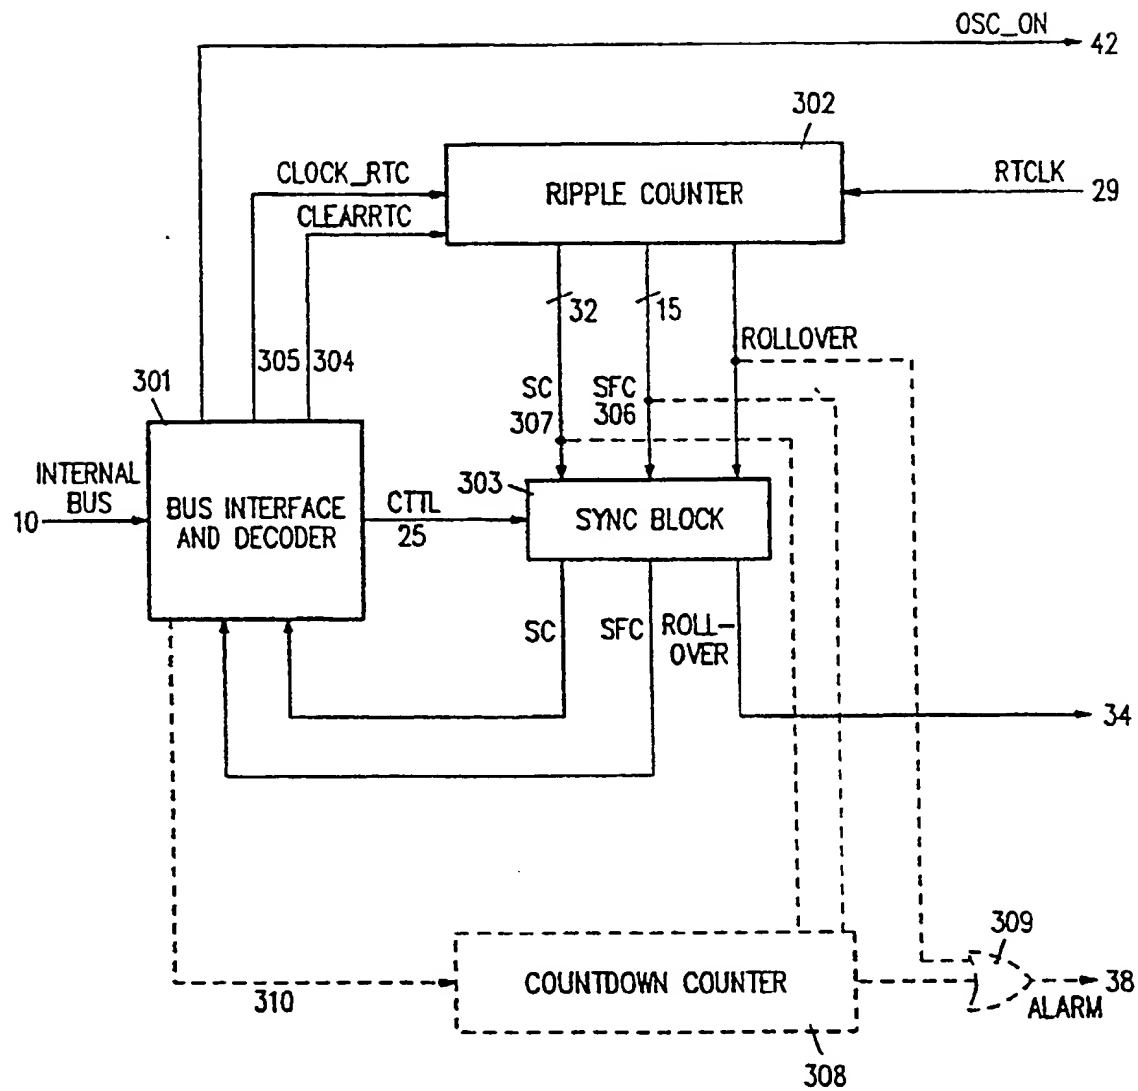 OSC_ON
42
302
CLOCK_RTC
RIPPLE COUNTER
RTCLK
29
CLEARRTC
32
15
305
304
ROLLOVER
301
SC
307
SFC
306
INTERNAL
BUS
10
BUS INTERFACE
AND DECODER
CTTL
25
303
SYNC BLOCK
SC
SFC
ROLL-
OVER
34
309
310
COUNTDOWN COUNTER
38
ALARM
308